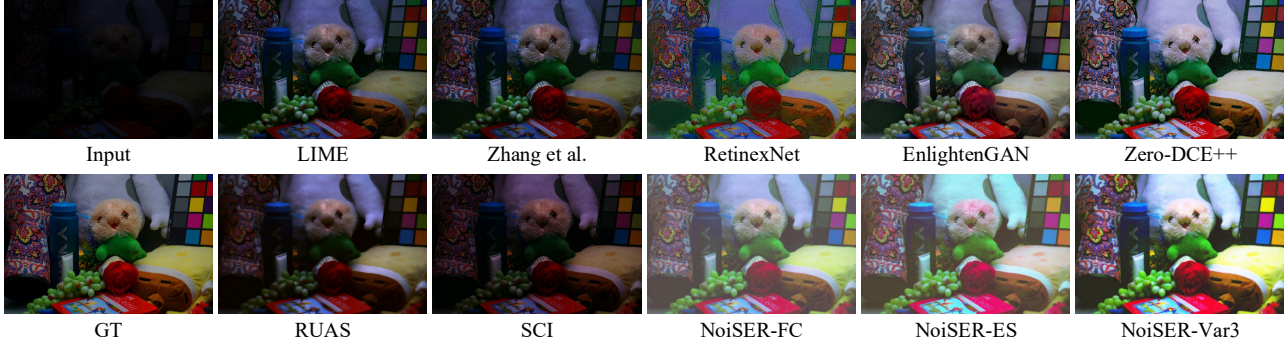 Input LIME Zhang et al. RetinexNet EnlightenGAN Zero-DCE++
GT RUAS SCI NoiSER-FC NoiSER-ES NoiSER-Var3